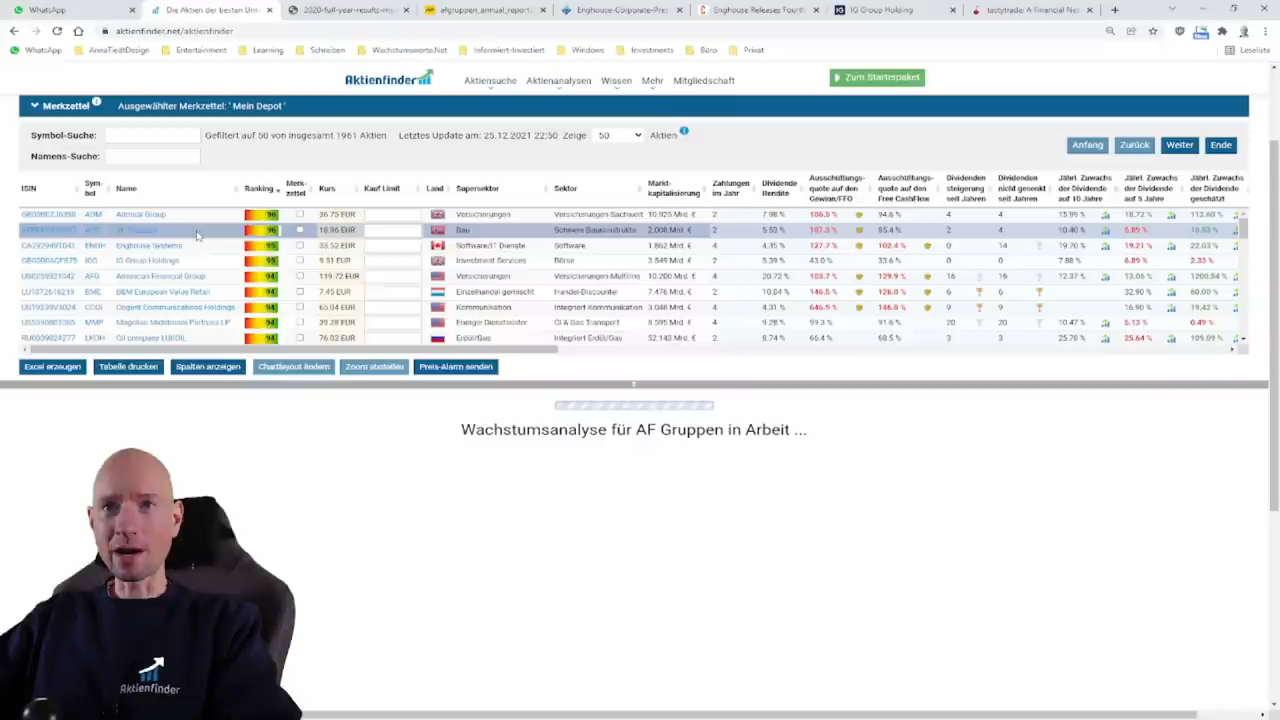 WhatsApp
Die Aktien der besten Unt
2020-full-year-results-m
afgruppen_annual_report
Enghouse-Corporate-Pres
Enghouse Releases Fourth
IG Group Holding
tastytrade: A Financial Net
aktienfinder.net/aktienfinder
WhatsApp AnnaTiedtDesign Entertainment Learning Schreiben Wachstumswerte.Net Informiert-Investiert Windows Investments Büro Privat Leseliste
Aktienfinder Aktiensuche Aktienanalysen Wissen Mehr Mitgliedschaft Zum Starterpaket
Merkzettel Ausgewählter Merkzettel: 'Mein Depot'
Symbol-Suche: Gefiltert auf 50 von insgesamt 1961 Aktien Letztes Update am: 25.12.2021 22:50 Zeige 50 Aktien
Namens-Suche:
Anfang Zurück Weiter Ende
ISIN Sym-bol Name Ranking Merk-zettel Kurs Kauf Limit Land Supersektor Sektor Markt-kapitalisierung Zahlungen im Jahr Dividende Rendite Ausschüttungs-quote auf den Gewinn/FFO Ausschüttungs-quote auf den Free CashFlow Dividenden steigerung seit Jahren Dividenden nicht gesenkt seit Jahren Jährl. Zuwachs der Dividende auf 10 Jahre Jährl. Zuwachs der Dividende auf 5 Jahre Jährl. Zuwachs der Dividende geschätzt
ADM Admiral Group 96 36.75 EUR Versicherungen Versicherungen-Sachwert 10.925 Mrd. € 2 7.98 % 106.5 % 94.6 % 4 4 15.99 % 18.72 % 112.60 %
96 18.96 EUR Bau Schwere Baukonstruktio 2.008 Mrd. € 2 5.53 % 107.3 % 85.4 % 2 4 10.40 % 5.89 % 10.83 %
CA2929491041 ENGH Enghouse Systems 95 33.52 EUR Software/IT Dienste Software 1.862 Mrd. € 4 4.35 % 127.7 % 102.4 % 0 14 19.70 % 19.21 % 22.03 %
IGG IG Group Holdings 95 9.51 EUR Investment Services Börse 3.549 Mrd. € 2 5.39 % 43.0 % 33.6 % 0 7.88 % 6.89 % 2.33 %
US0259321042 AFG American Financial Group 94 119.72 EUR Versicherungen Versicherungen-Multilines 10.200 Mrd. € 4 20.72 % 103.7 % 129.9 % 16 16 12.37 % 13.06 % 1200.54 %
LU1072616219 BME B&M European Value Retail 94 7.45 EUR Einzelhandel gemischt Handel-Discounter 7.476 Mrd. € 2 10.04 % 146.5 % 126.0 % 6 6 32.90 % 60.00 %
US19239V3024 CCOI Cogent Communications Holdings 94 65.04 EUR Kommunikation Integriert Kommunikation 3.048 Mrd. € 4 4.31 % 646.9 % 146.8 % 9 9 16.90 % 19.42 %
US5590801065 MMP Magellan Midstream Partners LP 94 39.28 EUR Energie Dienstleister Öl & Gas Transport 8.595 Mrd. € 4 9.28 % 99.3 % 91.6 % 20 20 10.47 % 5.13 % 0.49 %
RU0009024277 LKOH Oil company LUKOIL 94 76.02 EUR Erdöl/Gas Integriert Erdöl/Gas 52.143 Mrd. € 2 8.74 % 66.4 % 68.5 % 3 3 25.78 % 25.64 % 109.09 %
Excel erzeugen Tabelle drucken Spalten anzeigen Chartlayout ändern Zoom abstellen Preis-Alarm senden
Wachstumsanalyse für AF Gruppen in Arbeit ...
Aktienfinder